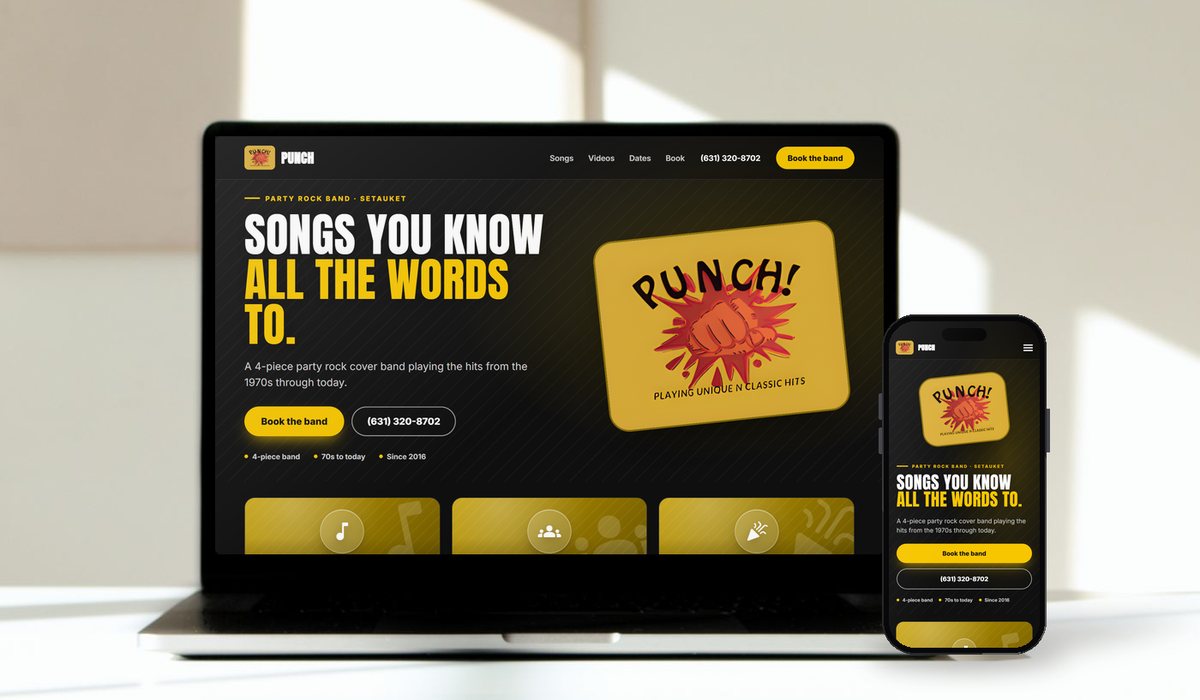 PUNCH!
PUNCH
Songs
Videos
Dates
Book
(631) 320-8702
Book the band
PARTY ROCK BAND · SETAUKET
SONGS YOU KNOW
ALL THE WORDS
TO.
A 4-piece party rock cover band playing the hits from the
1970s through today.
Book the band
(631) 320-8702
4-piece band
70s to today
Since 2016
PUNCH!
PLAYING UNIQUE N CLASSIC HITS
PUNCH
PUNCH!
PLAYING UNIQUE N CLASSIC HITS
PARTY ROCK BAND · SETAUKET
SONGS YOU KNOW
ALL THE WORDS TO.
A 4-piece party rock cover band playing the
hits from the 1970s through today.
Book the band
(631) 320-8702
4-piece band
70s to today
Since 2016